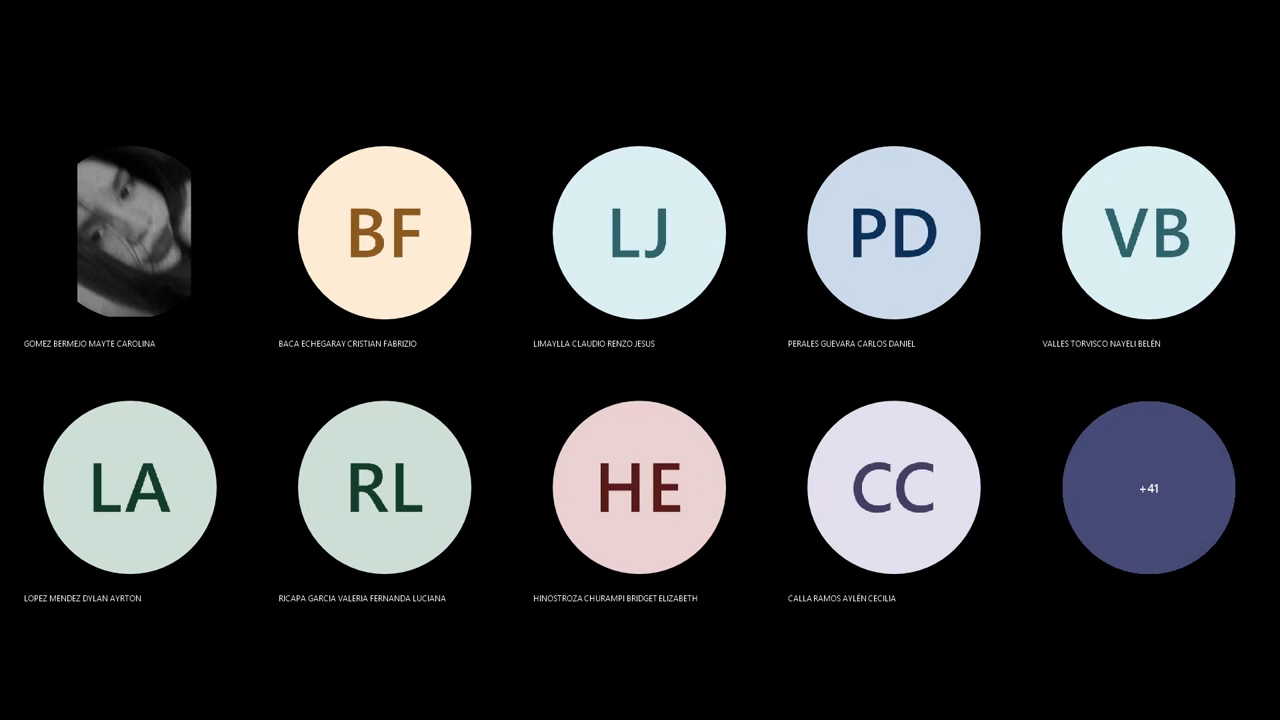 BF
LJ
PD
VB
GOMEZ BERMEJO MAYTE CAROLINA
BACA ECHEGARAY CRISTIAN FABRIZIO
LIMAYLLA CLAUDIO RENZO JESUS
PERALES GUEVARA CARLOS DANIEL
VALLES TORVISCO NAYELI BELÉN
LA
RL
HE
CC
+41
LOPEZ MENDEZ DYLAN AYRTON
RICAPA GARCIA VALERIA FERNANDA LUCIANA
HINOSTROZA CHURAMPI BRIDGET ELIZABETH
CALLA RAMOS AYLÉN CECILIA